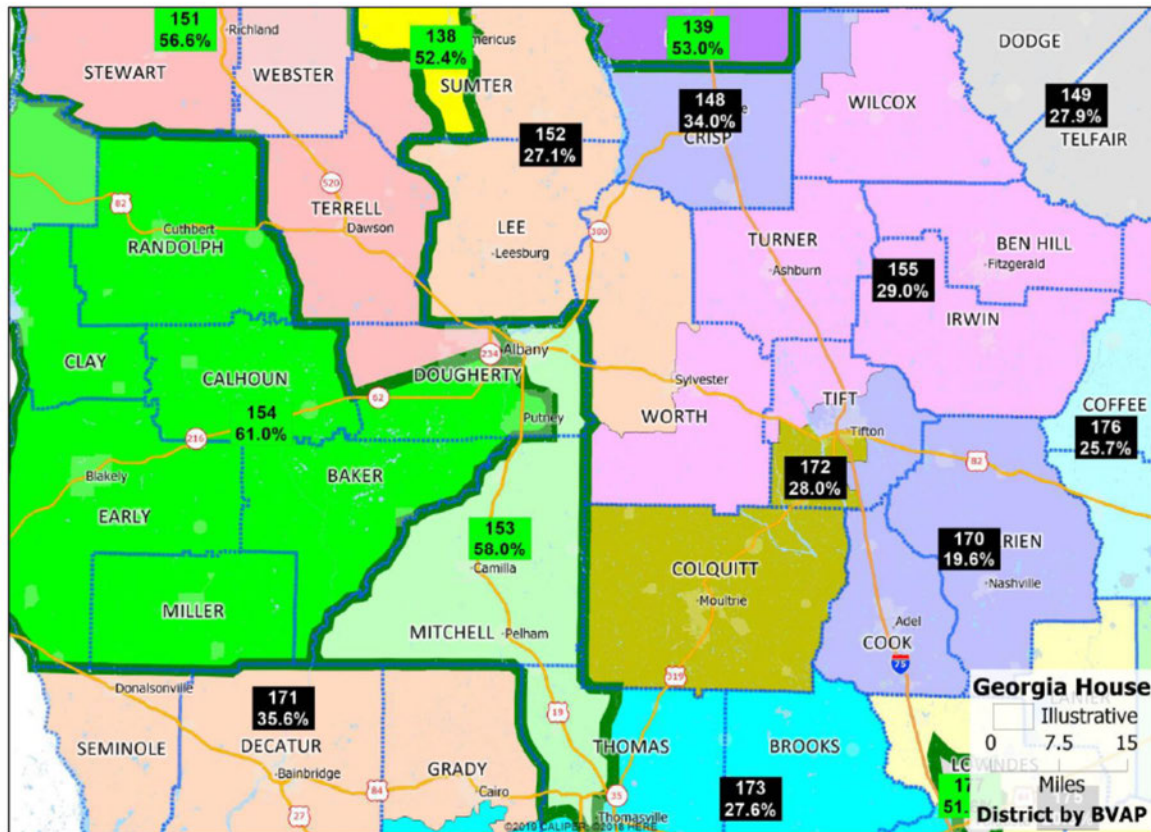 151
56.6%
Richland
STEWART
WEBSTER
138
52.4%
mericus
SUMTER
139
53.0%
DODGE
148
34.0%
CRISP
WILCOX
149
27.9%
TELFAIR
152
27.1%
520
TERRELL
Dawson
82
Cuthbert
RANDOLPH
LEE
Leesburg
300
TURNER
Ashburn
BEN HILL
Fitzgerald
155
29.0%
IRWIN
CLAY
CALHOUN
234
Albany
DOUGHERTY
62
Putney
Sylvester
WORTH
TIFT
Tifton
COFFEE
176
25.7%
154
61.0%
216
Blakely
BAKER
EARLY
172
28.0%
82
153
58.0%
Camilla
COLQUITT
Moultrie
170
19.6%
RIEN
Nashville
MILLER
MITCHELL
Pelham
Adel
COOK
75
319
Donalsonville
171
35.6%
SEMINOLE
DECATUR
Bainbridge
GRADY
Cairo
84
27
19
THOMAS
35
Thomasville
BROOKS
173
27.6%
Georgia House
Illustrative
0 7.5 15
Miles
District by BVAP
LANIER
LOWNDES
177
51.
175
©2019 CALIPER; ©2018 HERE